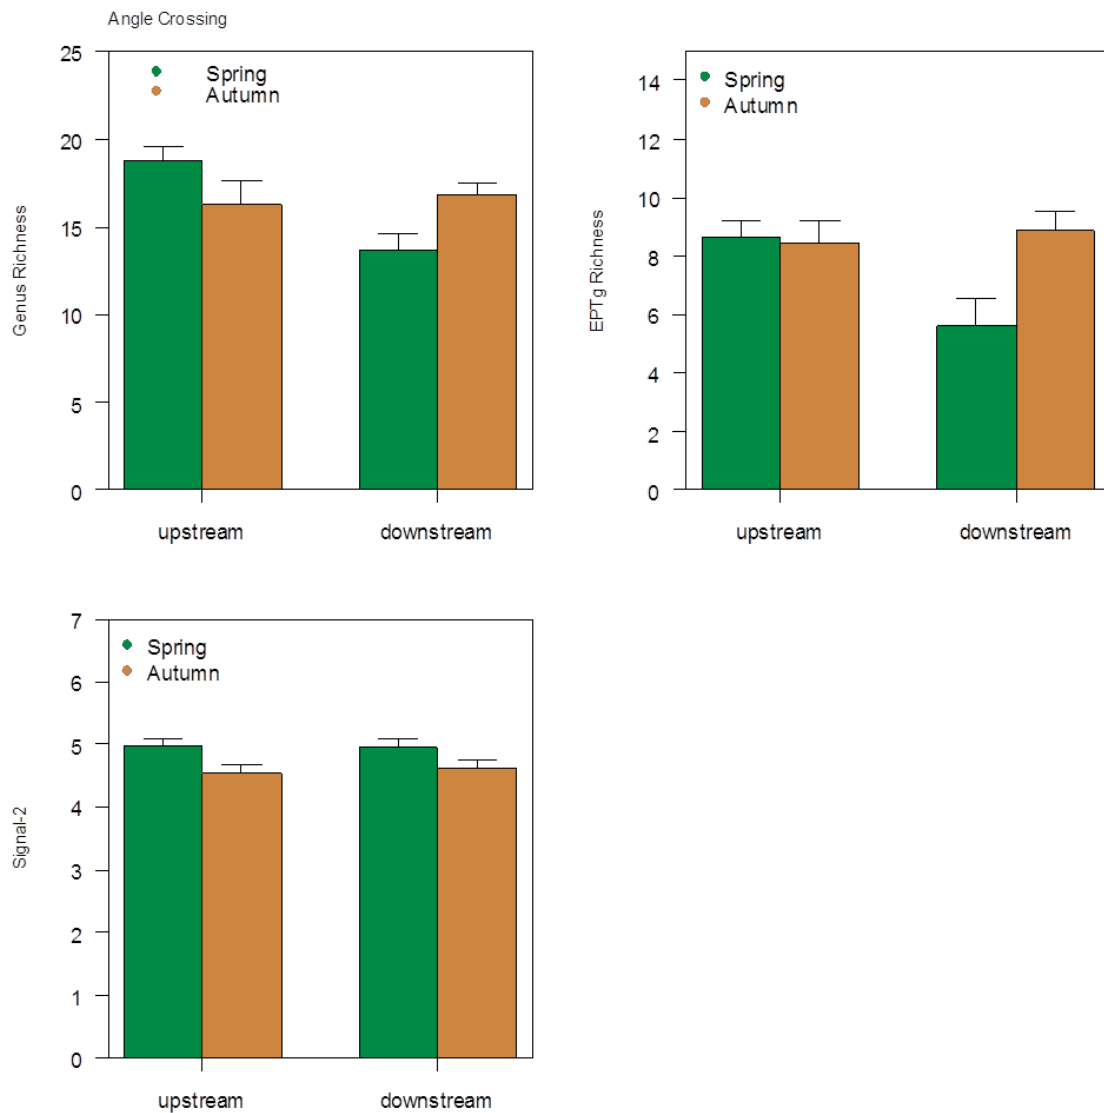 Angle Crossing
25
20
15
10
5
0
Genus Richness
Spring
Autumn
upstream downstream
14
12
10
8
6
4
2
0
EPTg Richness
Spring
Autumn
upstream downstream
7
6
5
4
3
2
1
0
Signal-2
Spring
Autumn
upstream downstream